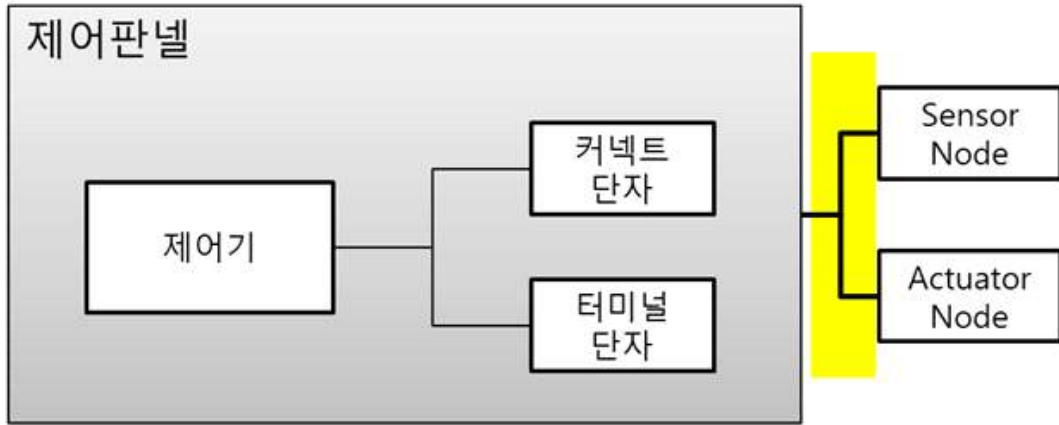 제어판넬
커넥트
단자
제어기
터미널
단자
Sensor
Node
Actuator
Node